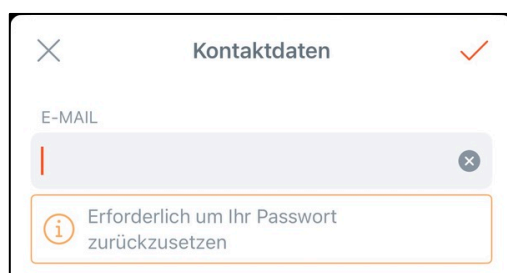 Kontaktdaten
E-MAIL
Erforderlich um Ihr Passwort
zurückzusetzen